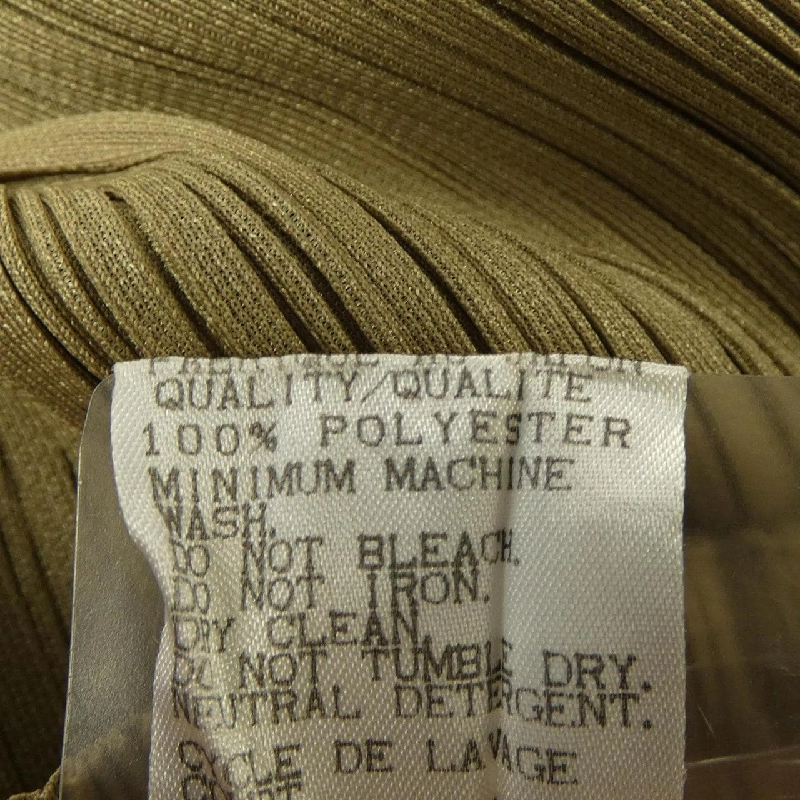 QUALITY/QUALITE
100% POLYESTER
MINIMUM MACHINE
WASH.
DO NOT BLEACH.
DO NOT IRON.
DRY CLEAN.
DO NOT TUMBLE DRY.
NEUTRAL DETERGENT.
CYCLE DE LAVAGE